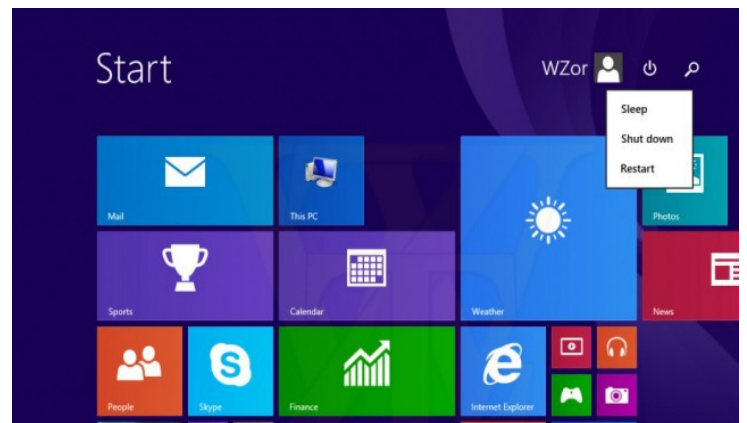 Start
WZor
Sleep
Shut down
Restart
Mail
This PC
Weather
Photos
Sports
Calendar
News
People
Skype
Finance
Internet Explorer